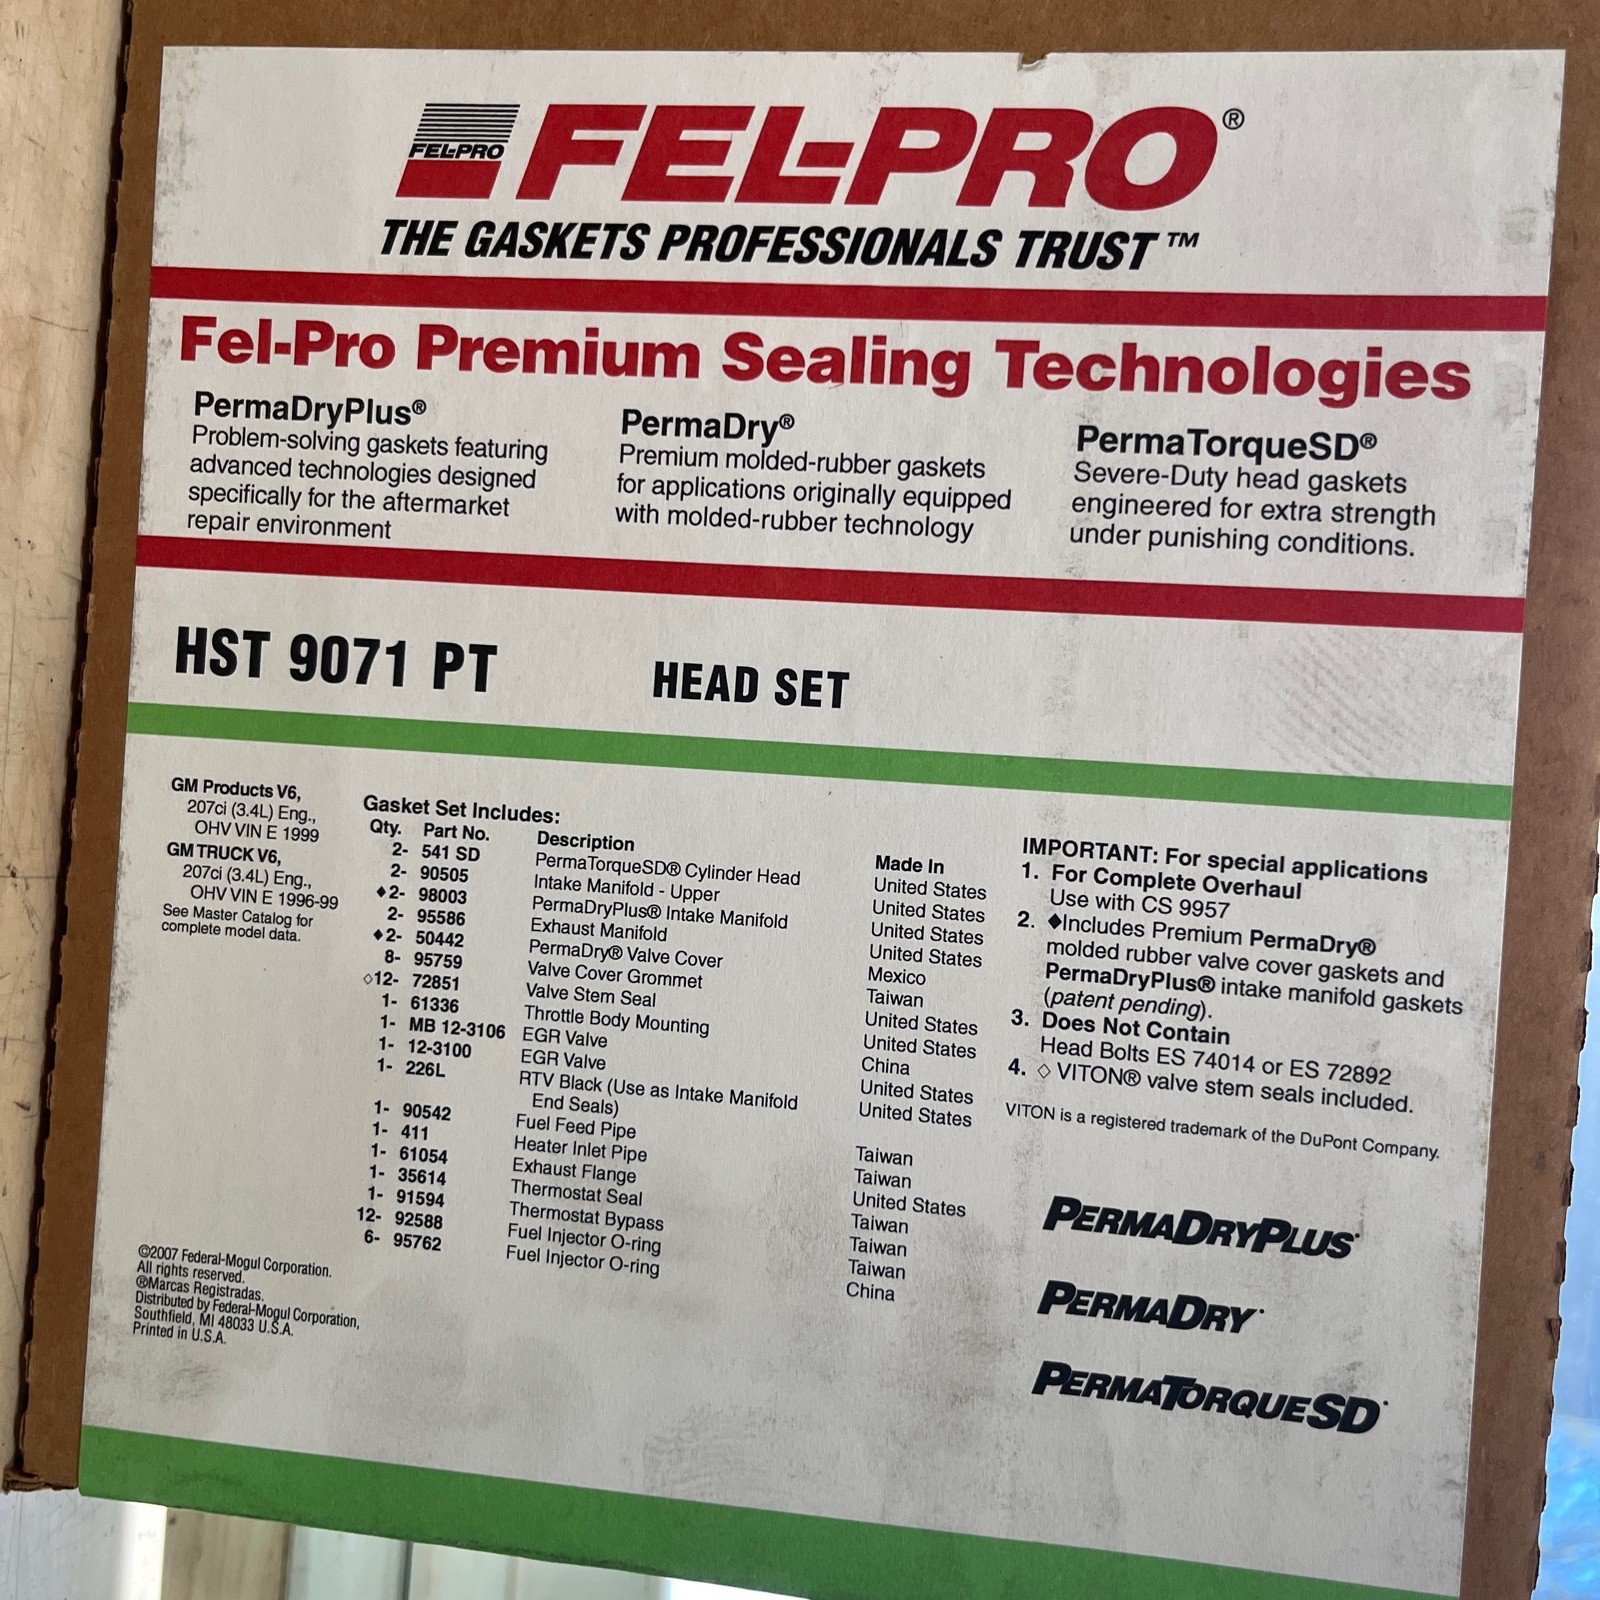 FEL-PRO
FEL-PRO®
THE GASKETS PROFESSIONALS TRUST™
Fel-Pro Premium Sealing Technologies
PermaDryPlus®
Problem-solving gaskets featuring
advanced technologies designed
specifically for the aftermarket
repair environment
PermaDry®
Premium molded-rubber gaskets
for applications originally equipped
with molded-rubber technology
PermaTorqueSD®
Severe-Duty head gaskets
engineered for extra strength
under punishing conditions.
HST 9071 PT HEAD SET
GM Products V6,
207ci (3.4L) Eng.,
OHV VIN E 1999
GM TRUCK V6,
207ci (3.4L) Eng.,
OHV VIN E 1996-99
See Master Catalog for
complete model data.
Gasket Set Includes:
Qty. Part No. Description Made In
2- 541 SD PermaTorqueSD® Cylinder Head United States
2- 90505 Intake Manifold - Upper United States
◆2- 98003 PermaDryPlus® Intake Manifold United States
2- 95586 Exhaust Manifold United States
◆2- 50442 PermaDry® Valve Cover Mexico
8- 95759 Valve Cover Grommet Taiwan
◇12- 72851 Valve Stem Seal United States
1- 61336 Throttle Body Mounting United States
1- MB 12-3106 EGR Valve China
1- 12-3100 EGR Valve United States
1- 226L RTV Black (Use as Intake Manifold United States
End Seals)
1- 90542 Fuel Feed Pipe Taiwan
1- 411 Heater Inlet Pipe Taiwan
1- 61054 Exhaust Flange United States
1- 35614 Thermostat Seal Taiwan
1- 91594 Thermostat Bypass Taiwan
12- 92588 Fuel Injector O-ring Taiwan
6- 95762 Fuel Injector O-ring China
IMPORTANT: For special applications
1. For Complete Overhaul
Use with CS 9957
2. ◆Includes Premium PermaDry®
molded rubber valve cover gaskets and
PermaDryPlus® intake manifold gaskets
(patent pending).
3. Does Not Contain
Head Bolts ES 74014 or ES 72892
4. ◇ VITON® valve stem seals included.
VITON is a registered trademark of the DuPont Company.
PERMADRYPLUS
PERMADRY
PERMATORQUESD
©2007 Federal-Mogul Corporation.
All rights reserved.
®Marcas Registradas.
Distributed by Federal-Mogul Corporation,
Southfield, MI 48033 U.S.A.
Printed in U.S.A.